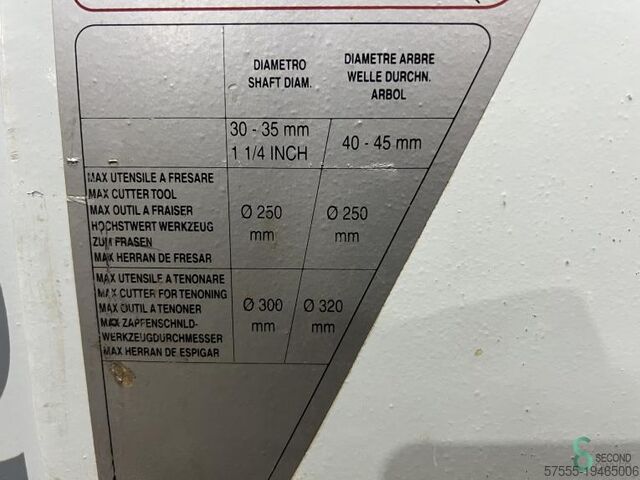 DIAMETRO
SHAFT DIAM.
DIAMETRE ARBRE
WELLE DURCHN.
ARBOL
30 - 35 mm
1 1/4 INCH
40 - 45 mm
MAX UTENSILE A FRESARE
MAX CUTTER TOOL
MAX OUTIL A FRAISER
HOCHSTWERT WERKZEUG
ZUM FRASEN
MAX HERRAN DE FRESAR
Ø 250
mm
Ø 250
mm
MAX UTENSILE A TENONARE
MAX CUTTER FOR TENONING
MAX OUTIL A TENONER
MAX ZAPFENSCHNLD-
WERKZEUGDURCHMESSER
MAX HERRAN DE ESPIGAR
Ø 300
mm
Ø 320
mm
SECOND
57555-19465006